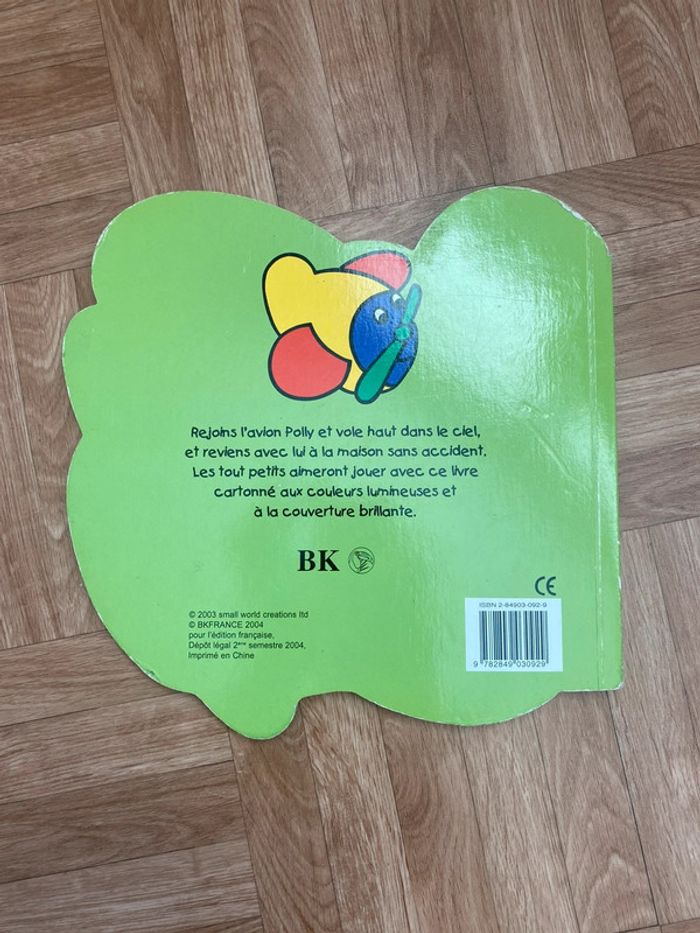 Rejoins l'avion Polly et vole haut dans le ciel,
et reviens avec lui à la maison sans accident.
Les tout petits aimeront jouer avec ce livre
cartonné aux couleurs lumineuses et
à la couverture brillante.
BK
CE
© 2003 small world creations ltd
© BKFRANCE 2004
pour l'édition française,
Dépôt légal 2ème semestre 2004,
Imprimé en Chine
ISBN 2-84903-092-9
9 782849 030929